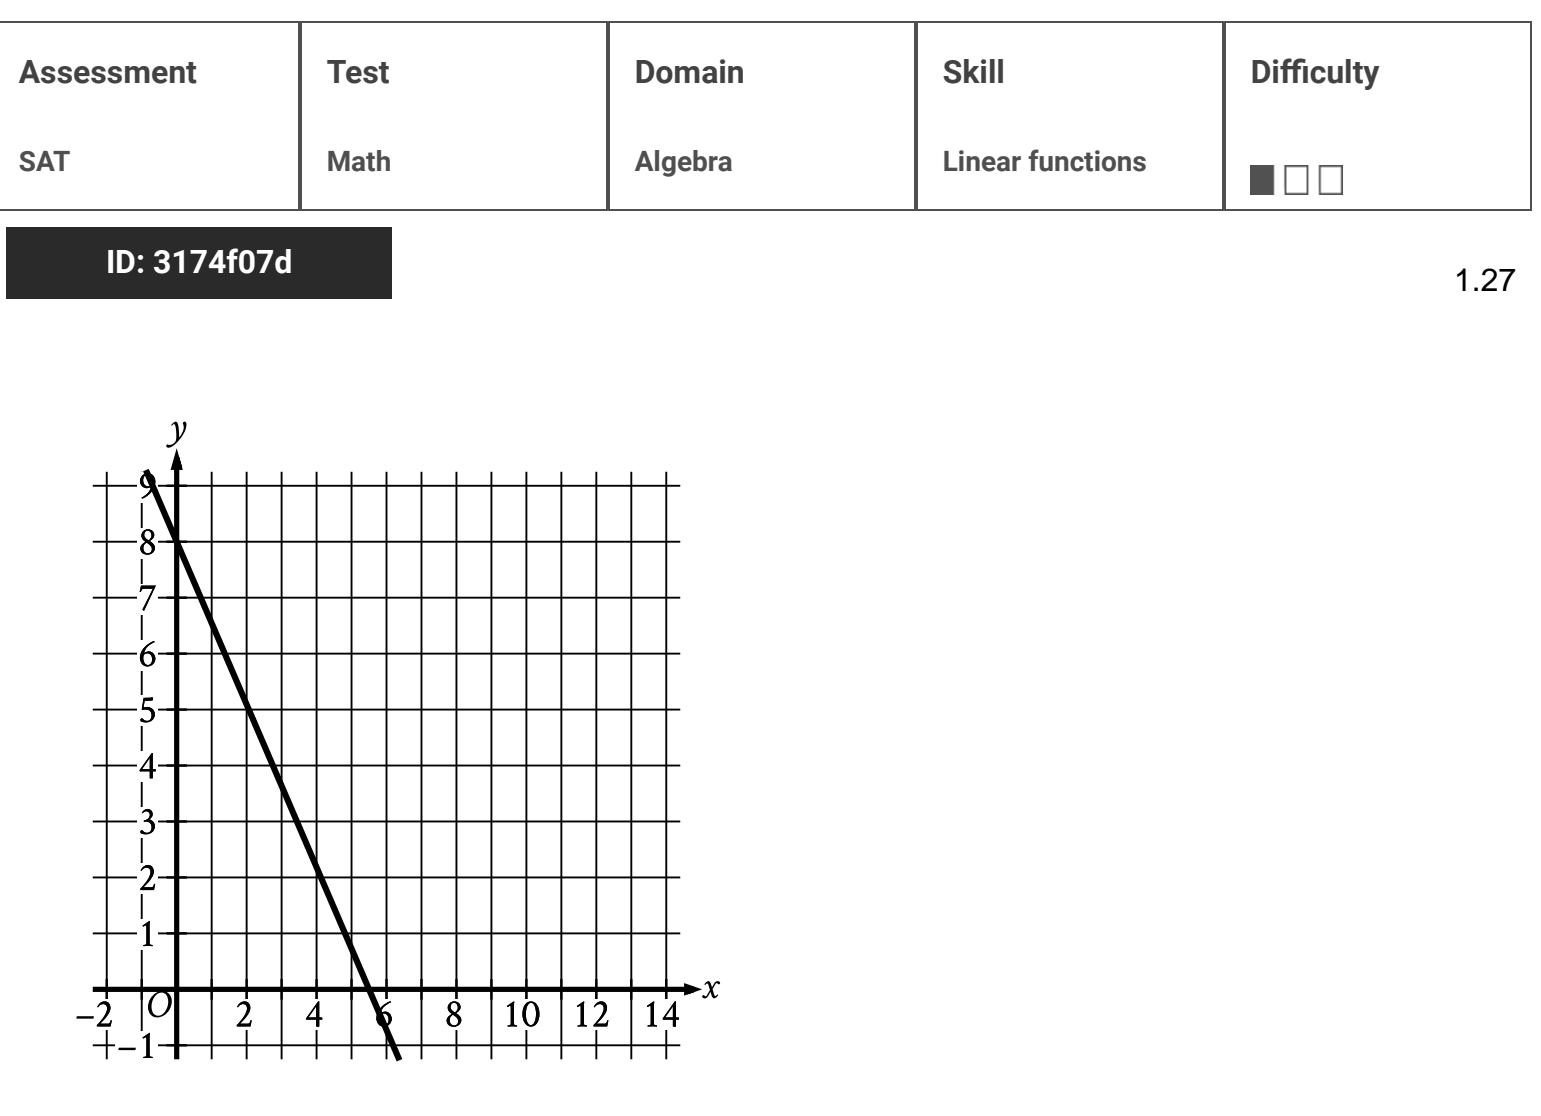 Assessment Test Domain Skill Difficulty
SAT Math Algebra Linear functions
ID: 3174f07d
1.27
y
9
8
7
6
5
4
3
2
1
x
−2 O 2 4 6 8 10 12 14
−1